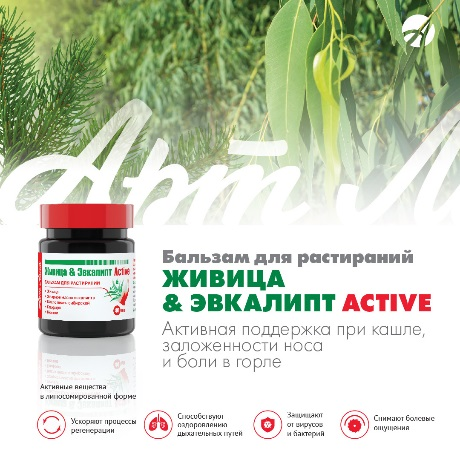 Арт Л
Бальзам для растираний
ЖИВИЦА
& ЭВКАЛИПТ ACTIVE
Активная поддержка при кашле,
заложенности носа
и боли в горле
Живица & Эвкалипт Active
БАЛЬЗАМ ДЛЯ РАСТИРАНИЙ
Активные вещества
в липосомированной форме
Ускоряют процессы
регенерации
Способствуют
оздоровлению
дыхательных путей
Защищают
от вирусов
и бактерий
Снимают болевые
ощущения